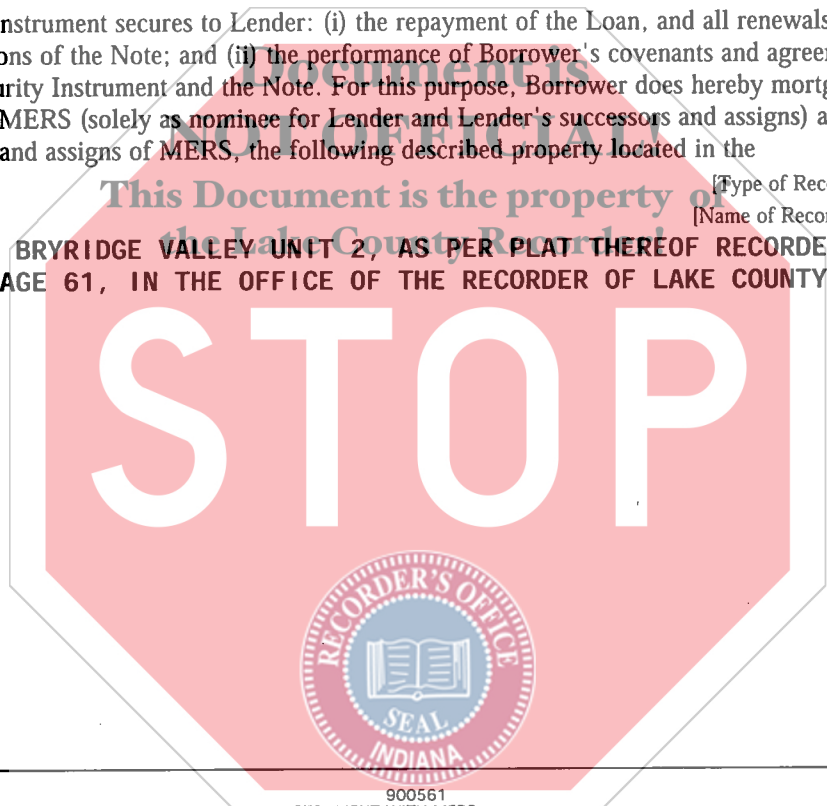 nstrument secures to Lender: (i) the repayment of the Loan, and all renewals
ons of the Note; and (ii) the performance of Borrower's covenants and agree
urity Instrument and the Note. For this purpose, Borrower does hereby mortg
MERS (solely as nominee for Lender and Lender's successors and assigns) a
and assigns of MERS, the following described property located in the
[Type of Reco
[Name of Recor
Document is
NOT OFFICIAL!
This Document is the property of
the Lake County Recorder!
BRYRIDGE VALLEY UNIT 2, AS PER PLAT THEREOF RECORDE
AGE 61, IN THE OFFICE OF THE RECORDER OF LAKE COUNTY
STOP
RECORDER'S OFFICE
SEAL
INDIANA
900561